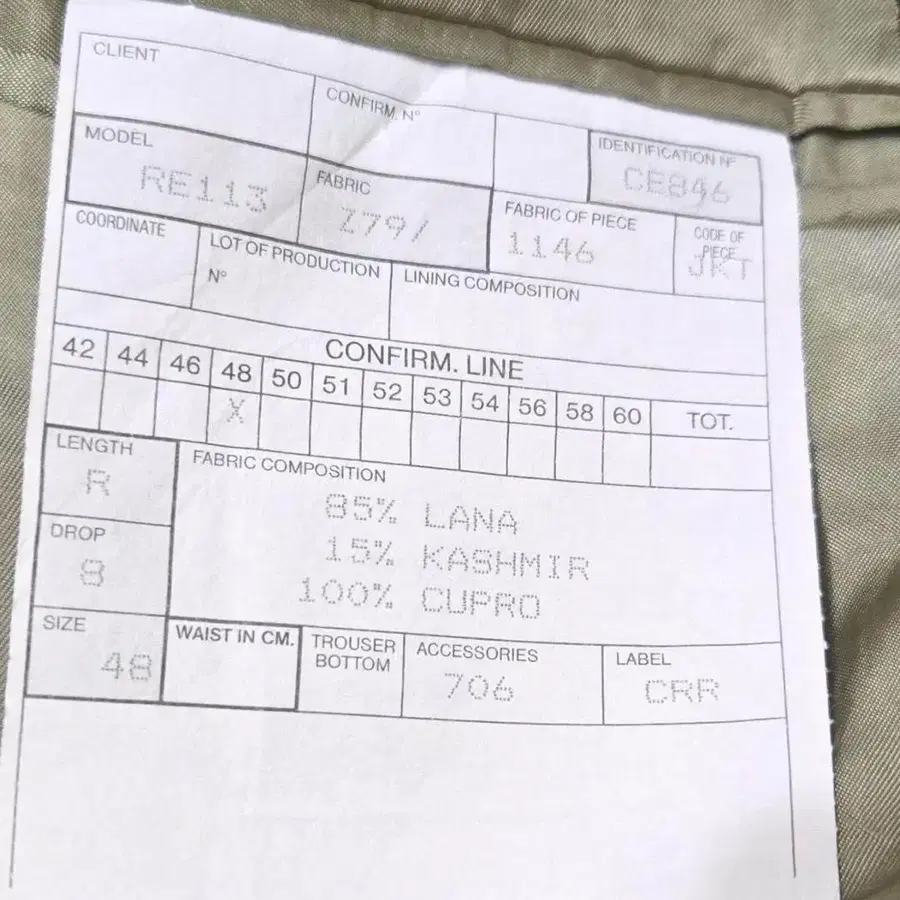 CLIENT
CONFIRM. N°
IDENTIFICATION N°
CE846
MODEL
RE113
FABRIC
Z79/
FABRIC OF PIECE
1146
CODE OF
PIECE
JKT
COORDINATE
LOT OF PRODUCTION
N°
LINING COMPOSITION
CONFIRM. LINE
42 44 46 48 50 51 52 53 54 56 58 60 TOT.
X
LENGTH
R
FABRIC COMPOSITION
85% LANA
15% KASHMIR
100% CUPRO
DROP
8
SIZE
48
WAIST IN CM.
TROUSER
BOTTOM
ACCESSORIES
706
LABEL
CRR